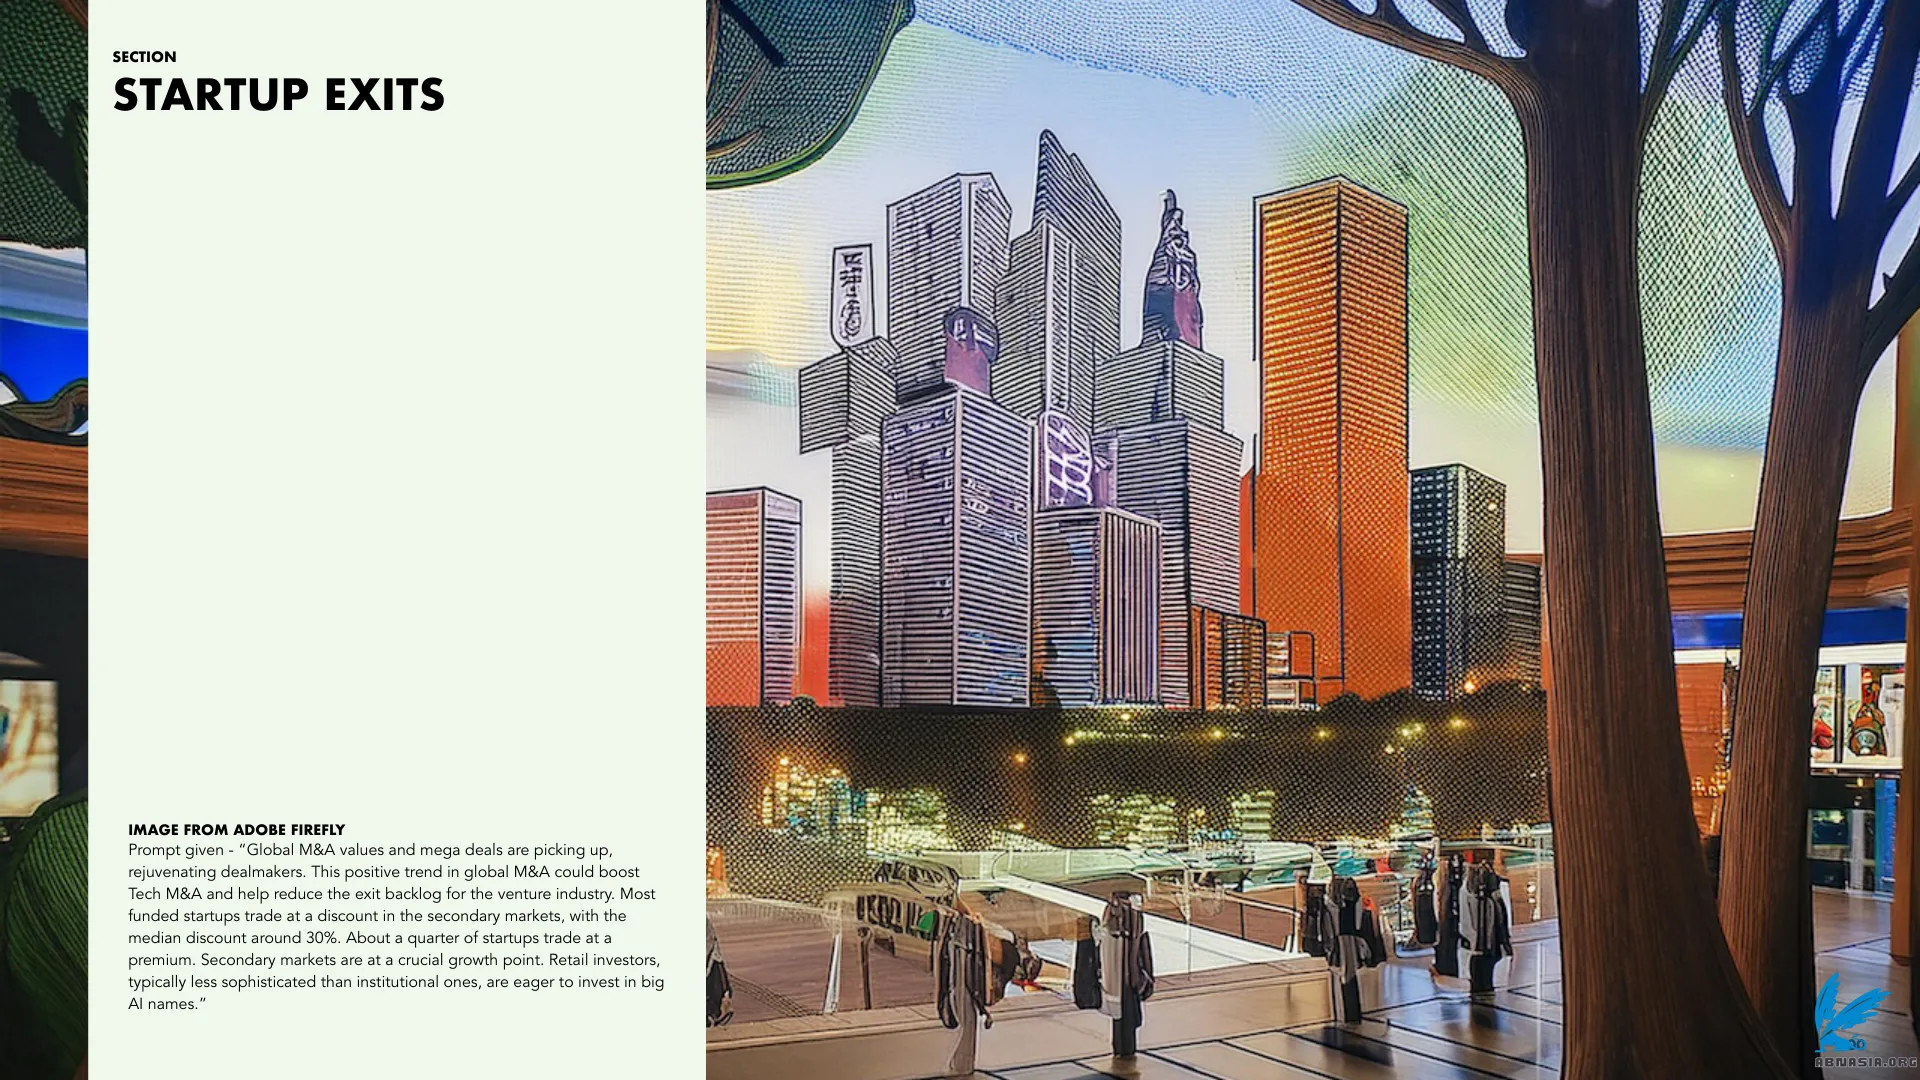 SECTION
STARTUP EXITS
IMAGE FROM ADOBE FIREFLY
Prompt given - “Global M&A values and mega deals are picking up,
rejuvenating dealmakers. This positive trend in global M&A could boost
Tech M&A and help reduce the exit backlog for the venture industry. Most
funded startups trade at a discount in the secondary markets, with the
median discount around 30%. About a quarter of startups trade at a
premium. Secondary markets are at a crucial growth point. Retail investors,
typically less sophisticated than institutional ones, are eager to invest in big
AI names.”
ABNASIA.ORG